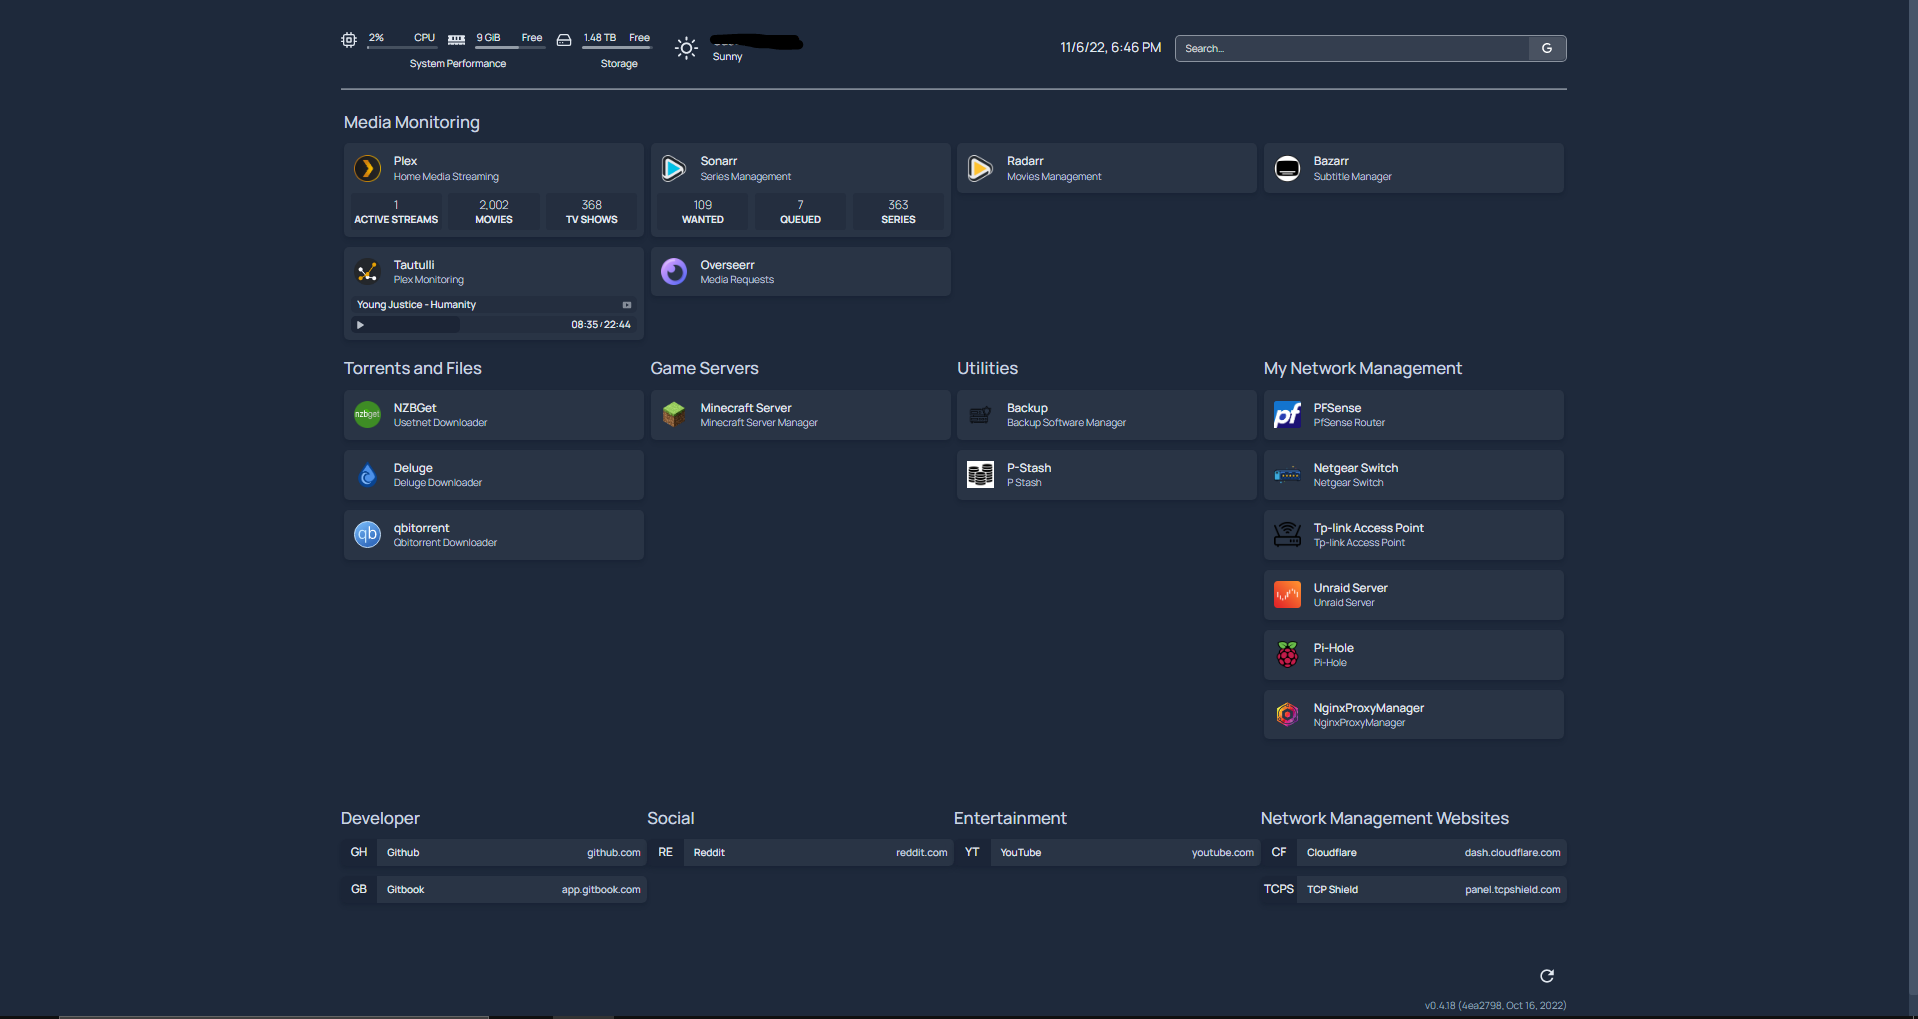 2% CPU
9 GiB Free
1.48 TB Free
System Performance
Storage
Sunny
11/6/22, 6:46 PM
Search...
G
Media Monitoring
Plex
Home Media Streaming
1
ACTIVE STREAMS
2,002
MOVIES
368
TV SHOWS
Sonarr
Series Management
109
WANTED
7
QUEUED
363
SERIES
Radarr
Movies Management
Bazarr
Subtitle Manager
Tautulli
Plex Monitoring
Young Justice - Humanity
08:35/22:44
Overseerr
Media Requests
Torrents and Files
nzbget
NZBGet
Usetnet Downloader
Deluge
Deluge Downloader
qb
qbitorrent
Qbitorrent Downloader
Game Servers
Minecraft Server
Minecraft Server Manager
Utilities
Backup
Backup Software Manager
P-Stash
P Stash
My Network Management
pf
PFSense
PfSense Router
Netgear Switch
Netgear Switch
Tp-link Access Point
Tp-link Access Point
Unraid Server
Unraid Server
Pi-Hole
Pi-Hole
NginxProxyManager
NginxProxyManager
Developer
GH Github github.com
GB Gitbook app.gitbook.com
Social
RE Reddit reddit.com
Entertainment
YT YouTube youtube.com
Network Management Websites
CF Cloudflare dash.cloudflare.com
TCPS TCP Shield panel.tcpshield.com
v0.4.18 (4ea2798, Oct 16, 2022)